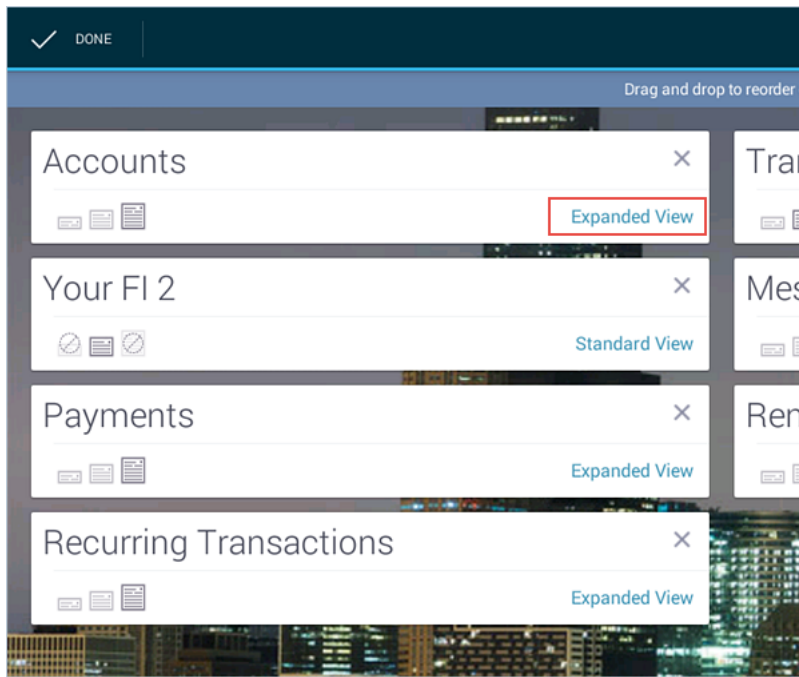 DONE
Drag and drop to reorder
Accounts
Expanded View
Your FI 2
Standard View
Payments
Expanded View
Recurring Transactions
Expanded View